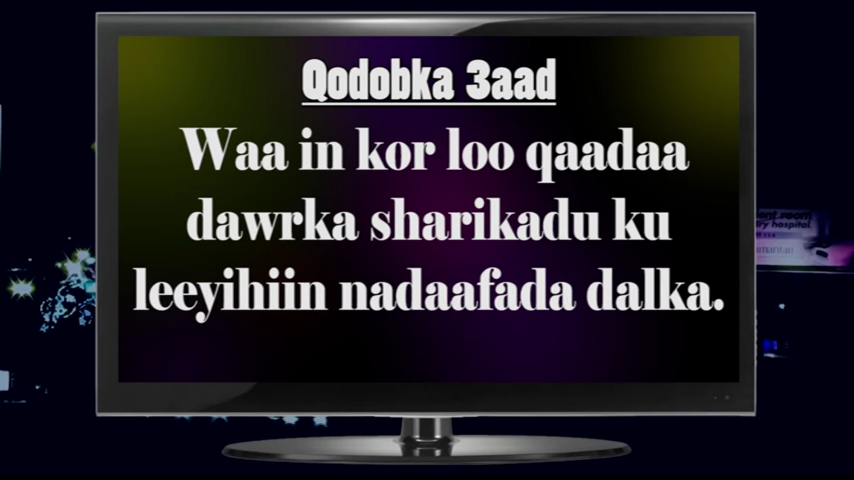 Qodobka 3aad
Waa in kor loo qaadaa
dawrka sharikadu ku
leeyihiin nadaafada dalka.